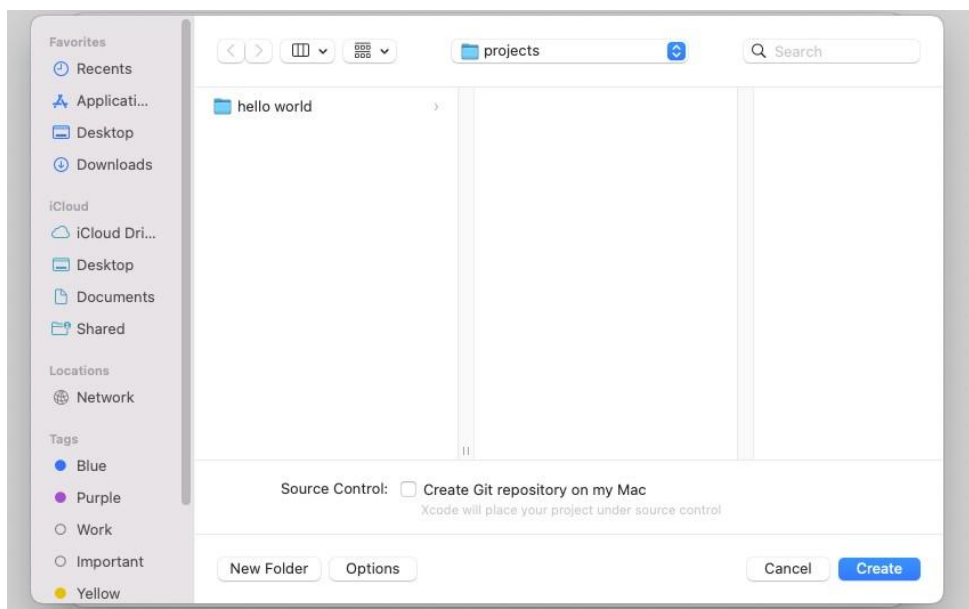 Favorites
Recents
Applicati...
Desktop
Downloads
iCloud
iCloud Dri...
Desktop
Documents
Shared
Locations
Network
Tags
Blue
Purple
Work
Important
Yellow
projects
Search
hello world
Source Control: Create Git repository on my Mac
Xcode will place your project under source control
New Folder Options Cancel Create